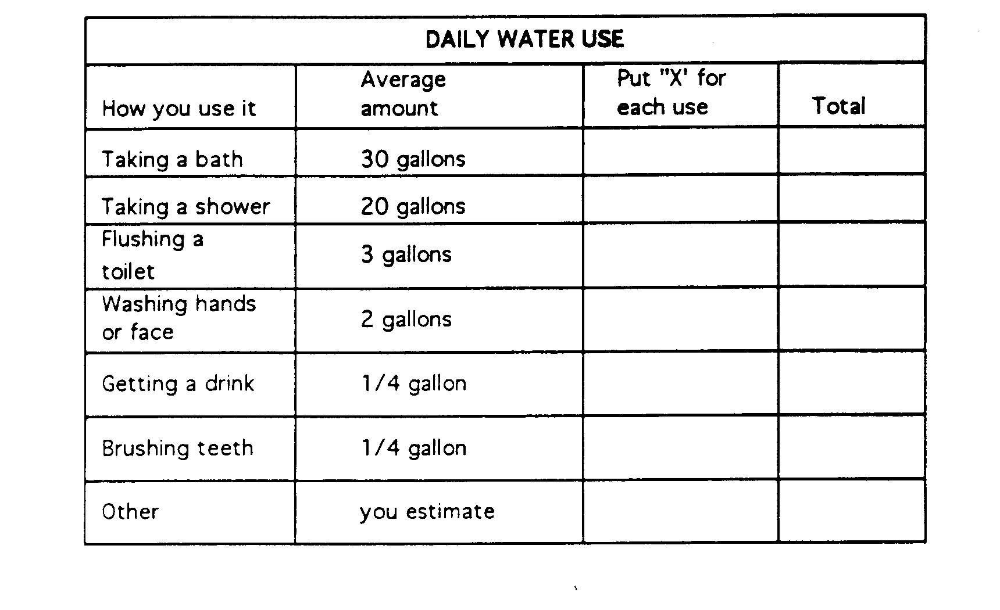 DAILY WATER USE
How you use it
Average
amount
Put "X' for
each use
Total
Taking a bath
30 gallons
Taking a shower
20 gallons
Flushing a
toilet
3 gallons
Washing hands
or face
2 gallons
Getting a drink
1/4 gallon
Brushing teeth
1/4 gallon
Other
you estimate